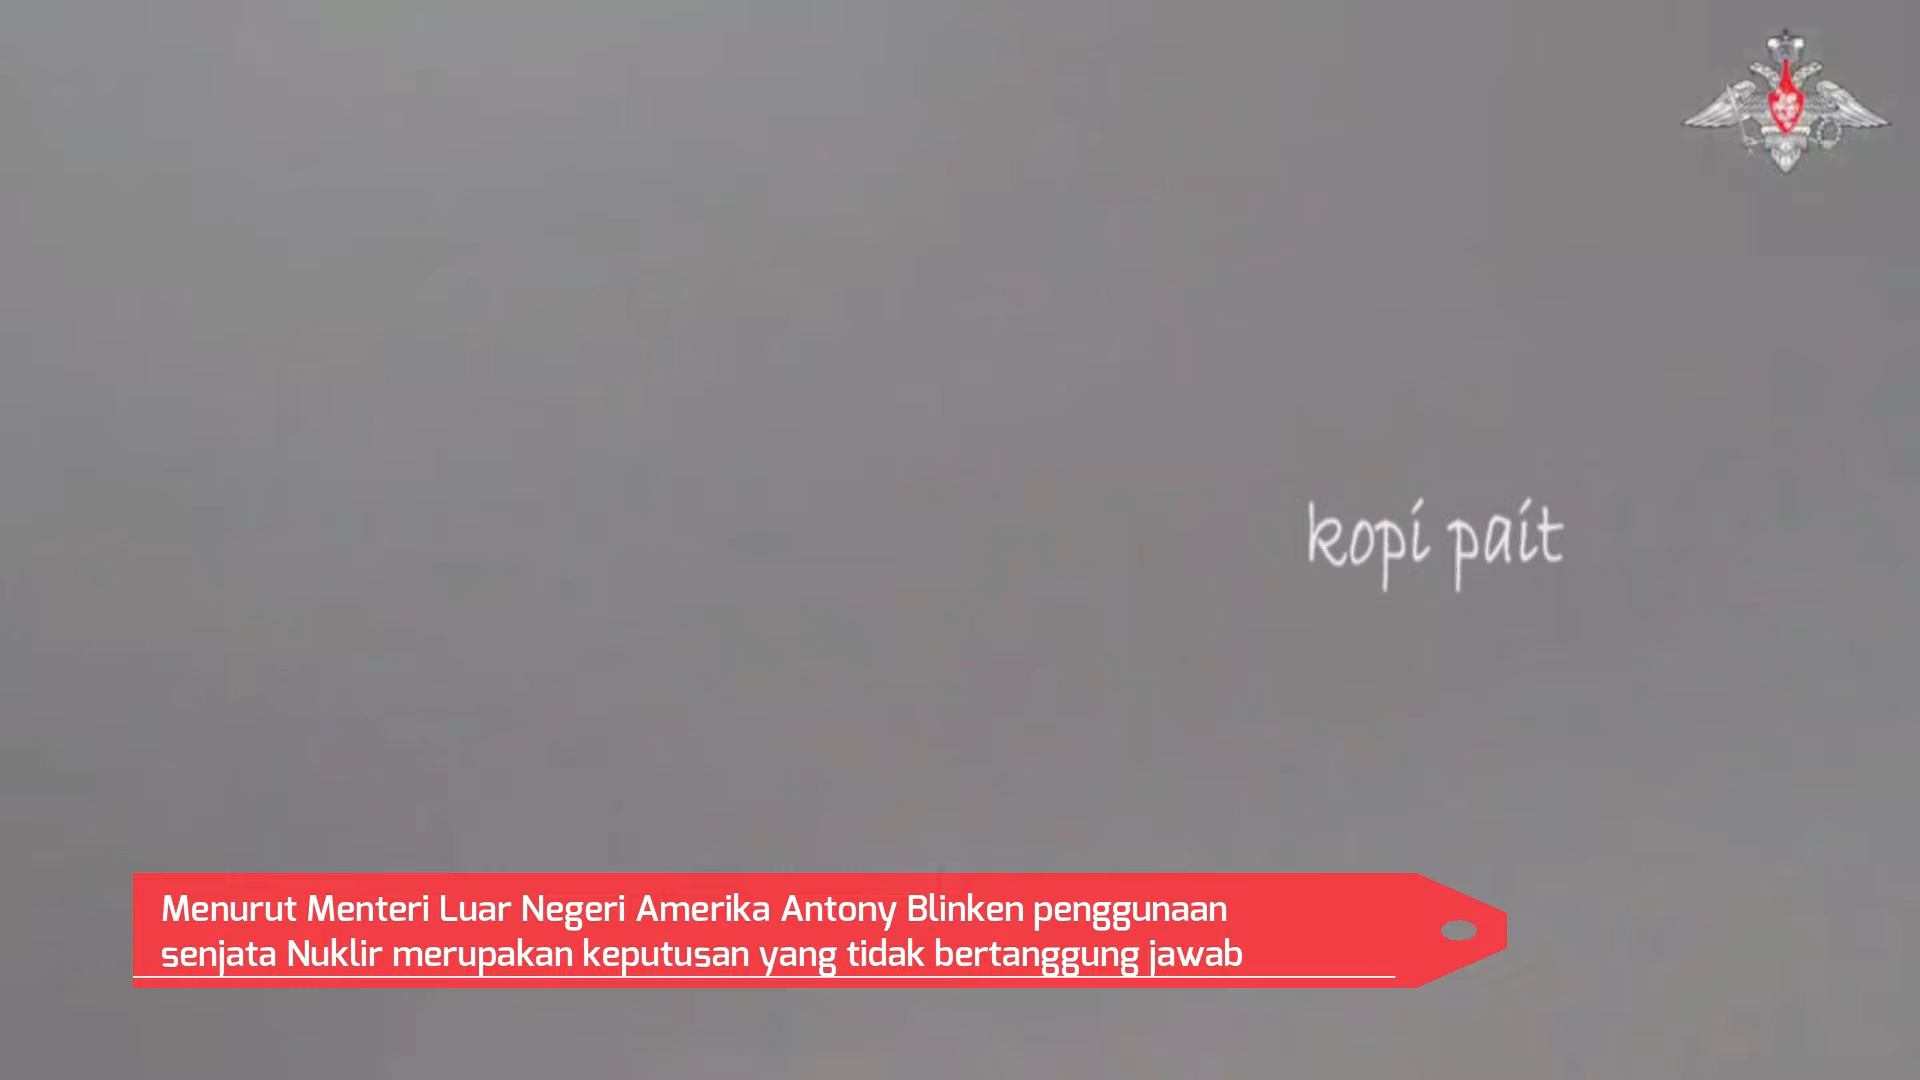 kopi pait
Menurut Menteri Luar Negeri Amerika Antony Blinken penggunaan
senjata Nuklir merupakan keputusan yang tidak bertanggung jawab